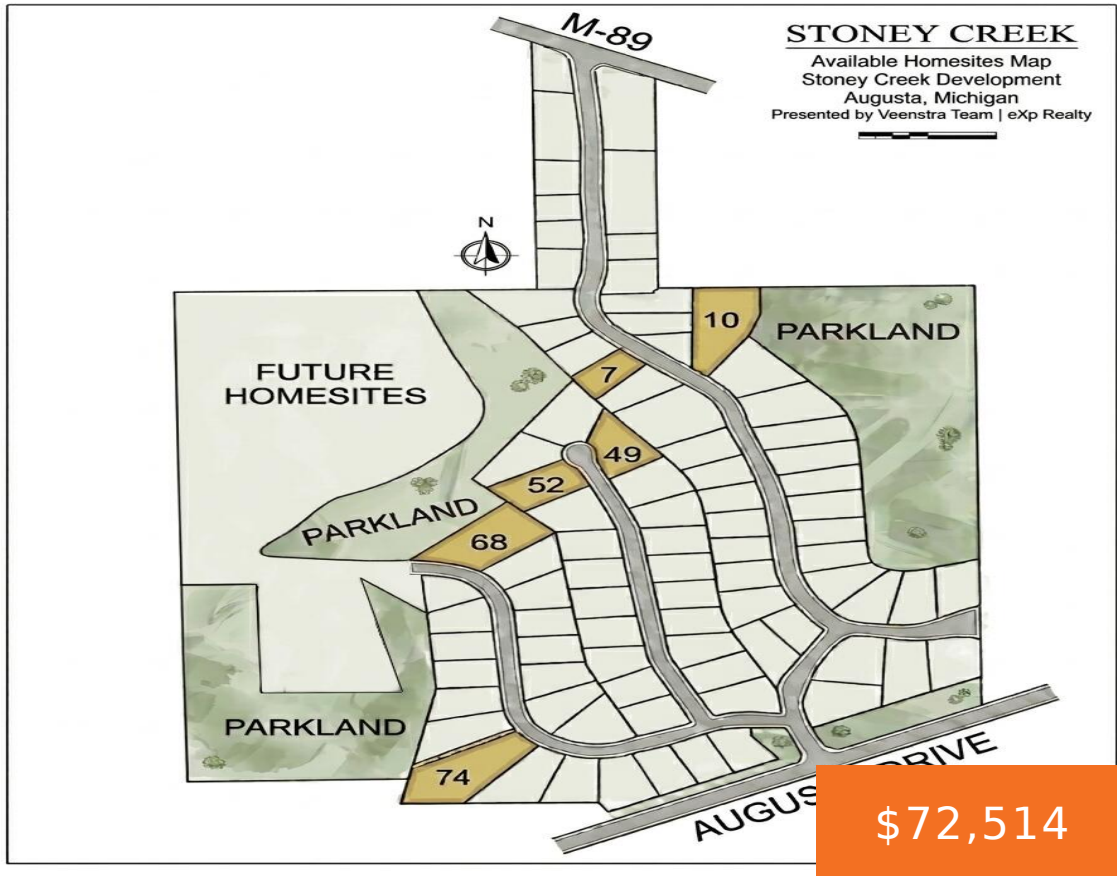 M-89
STONEY CREEK
Available Homesites Map
Stoney Creek Development
Augusta, Michigan
Presented by Veenstra Team | eXp Realty
N
10
PARKLAND
FUTURE
HOMESITES
7
49
52
PARKLAND
68
PARKLAND
74
DRIVE
$72,514